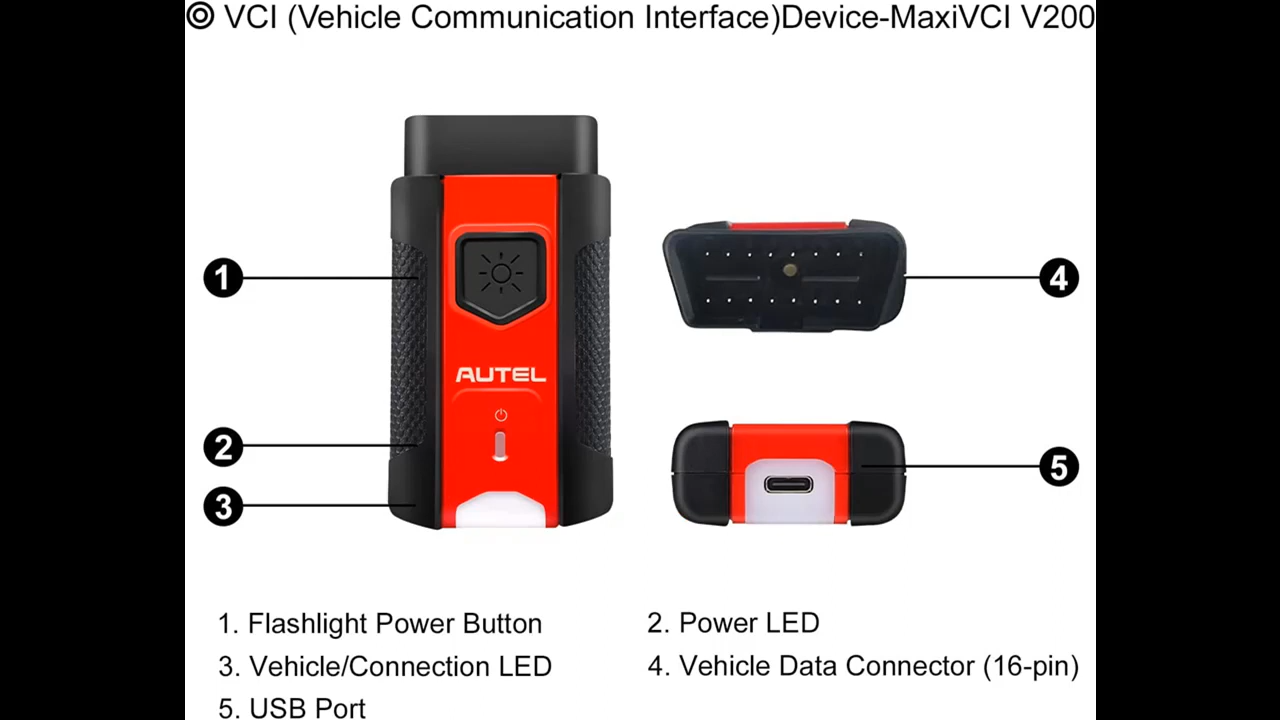 ◎ VCI (Vehicle Communication Interface)Device-MaxiVCI V200
1
2
3
AUTEL
4
5
1. Flashlight Power Button
2. Power LED
3. Vehicle/Connection LED
4. Vehicle Data Connector (16-pin)
5. USB Port